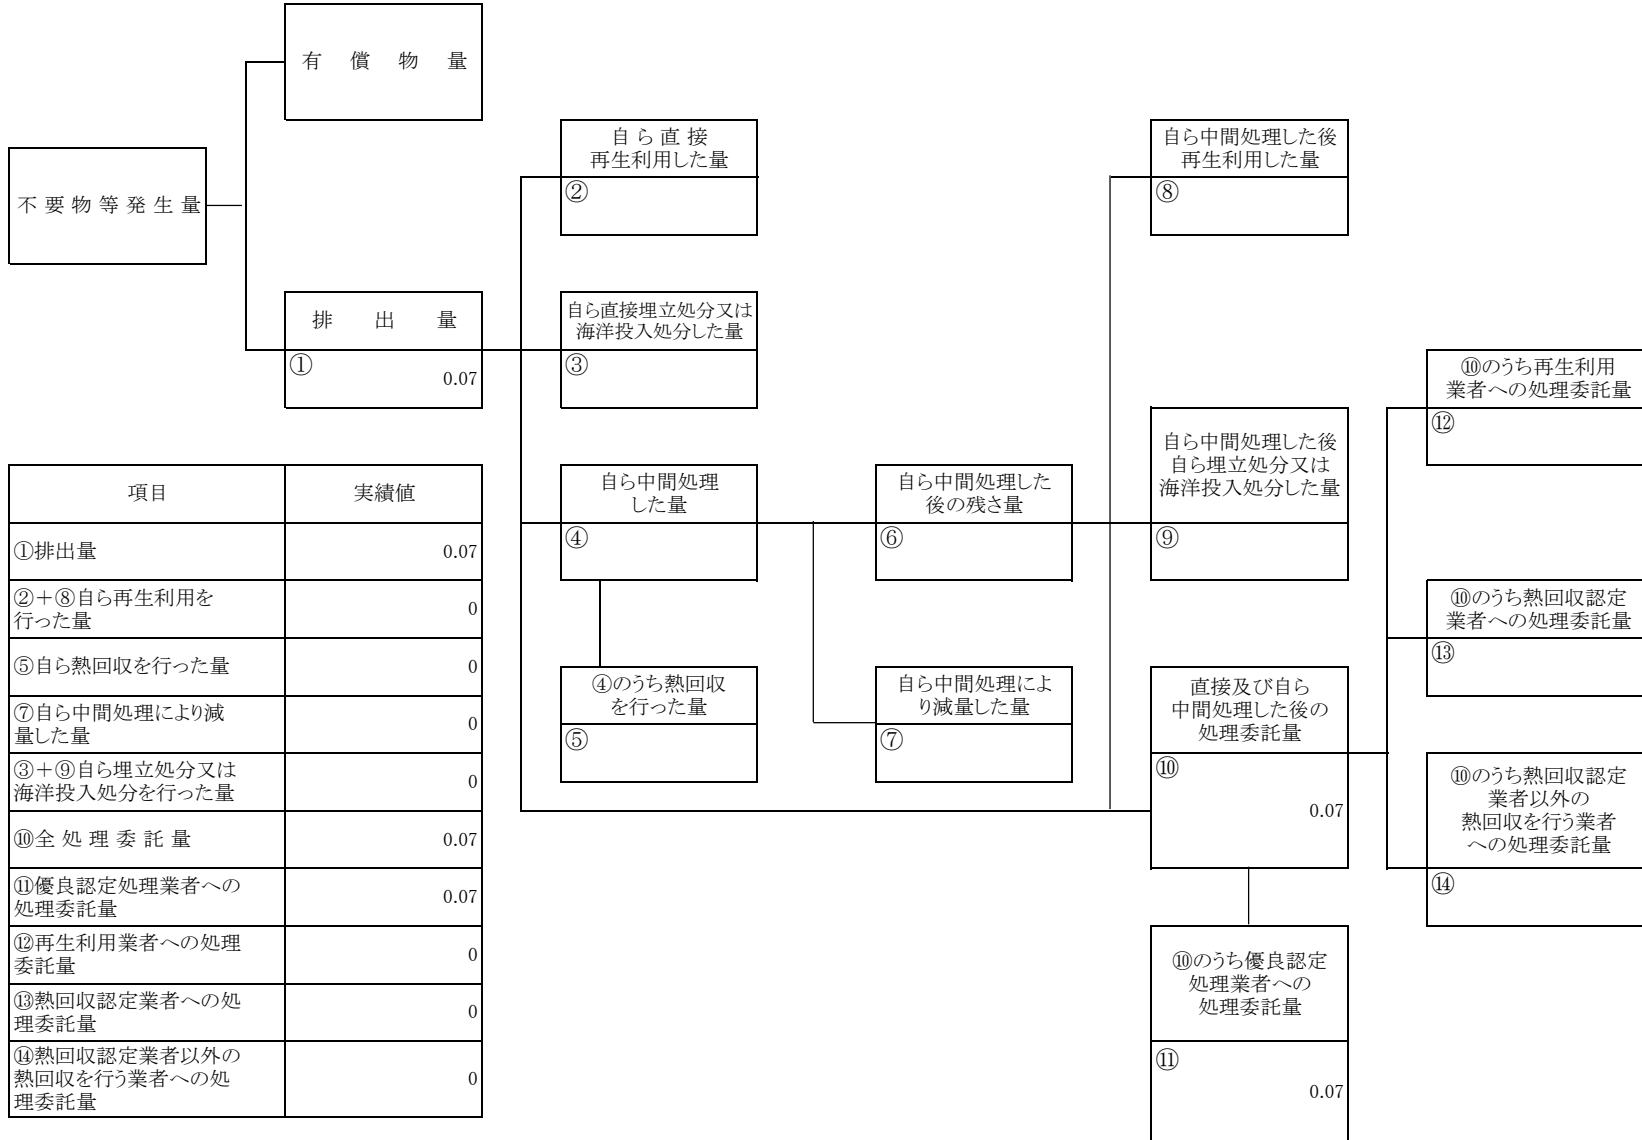 有 償 物 量
不 要 物 等 発 生 量
排 出 量
①
0.07
自 ら 直 接
再生利用した量
②
自ら直接埋立処分又は
海洋投入処分した量
③
自ら中間処理
した量
④
④のうち熱回収
を行った量
⑤
自ら中間処理した
後の残さ量
⑥
自ら中間処理によ
り減量した量
⑦
自ら中間処理した後
再生利用した量
⑧
自ら中間処理した後
自ら埋立処分又は
海洋投入処分した量
⑨
直接及び自ら
中間処理した後の
処理委託量
⑩
0.07
⑩のうち優良認定
処理業者への
処理委託量
⑪
0.07
⑩のうち再生利用
業者への処理委託量
⑫
⑩のうち熱回収認定
業者への処理委託量
⑬
⑩のうち熱回収認定
業者以外の
熱回収を行う業者
への処理委託量
⑭
項目 実績値
①排出量 0.07
②＋⑧自ら再生利用を
行った量 0
⑤自ら熱回収を行った量 0
⑦自ら中間処理により減
量した量 0
③＋⑨自ら埋立処分又は
海洋投入処分を行った量 0
⑩全 処 理 委 託 量 0.07
⑪優良認定処理業者への
処理委託量 0.07
⑫再生利用業者への処理
委託量 0
⑬熱回収認定業者への処
理委託量 0
⑭熱回収認定業者以外の
熱回収を行う業者への処
理委託量 0